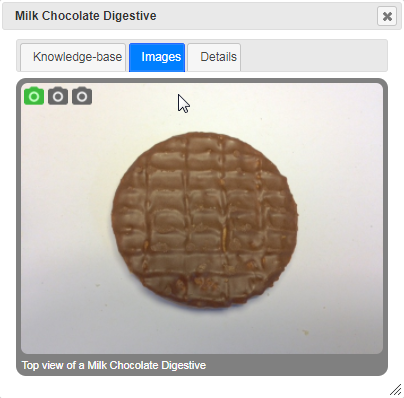 Milk Chocolate Digestive
Knowledge-base Images Details
Top view of a Milk Chocolate Digestive